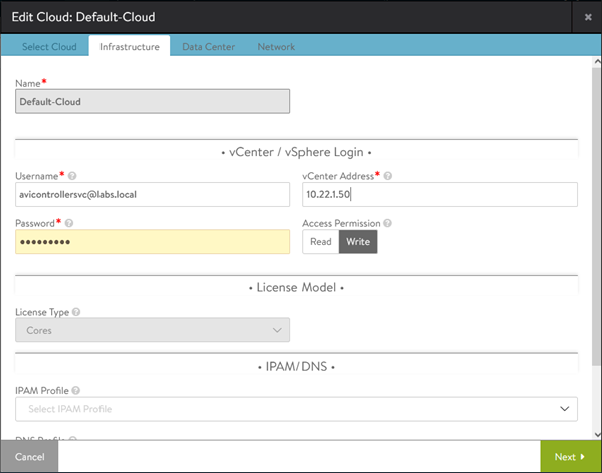 Edit Cloud: Default-Cloud ×
Select Cloud Infrastructure Data Center Network
Name*
Default-Cloud
• vCenter / vSphere Login •
Username* ? vCenter Address* ?
avicontrollersvc@labs.local 10.22.1.50
Password* ? Access Permission ?
••••••••• Read Write
• License Model •
License Type ?
Cores
• IPAM/DNS •
IPAM Profile ?
Select IPAM Profile
DNS Profile ?
Cancel Next